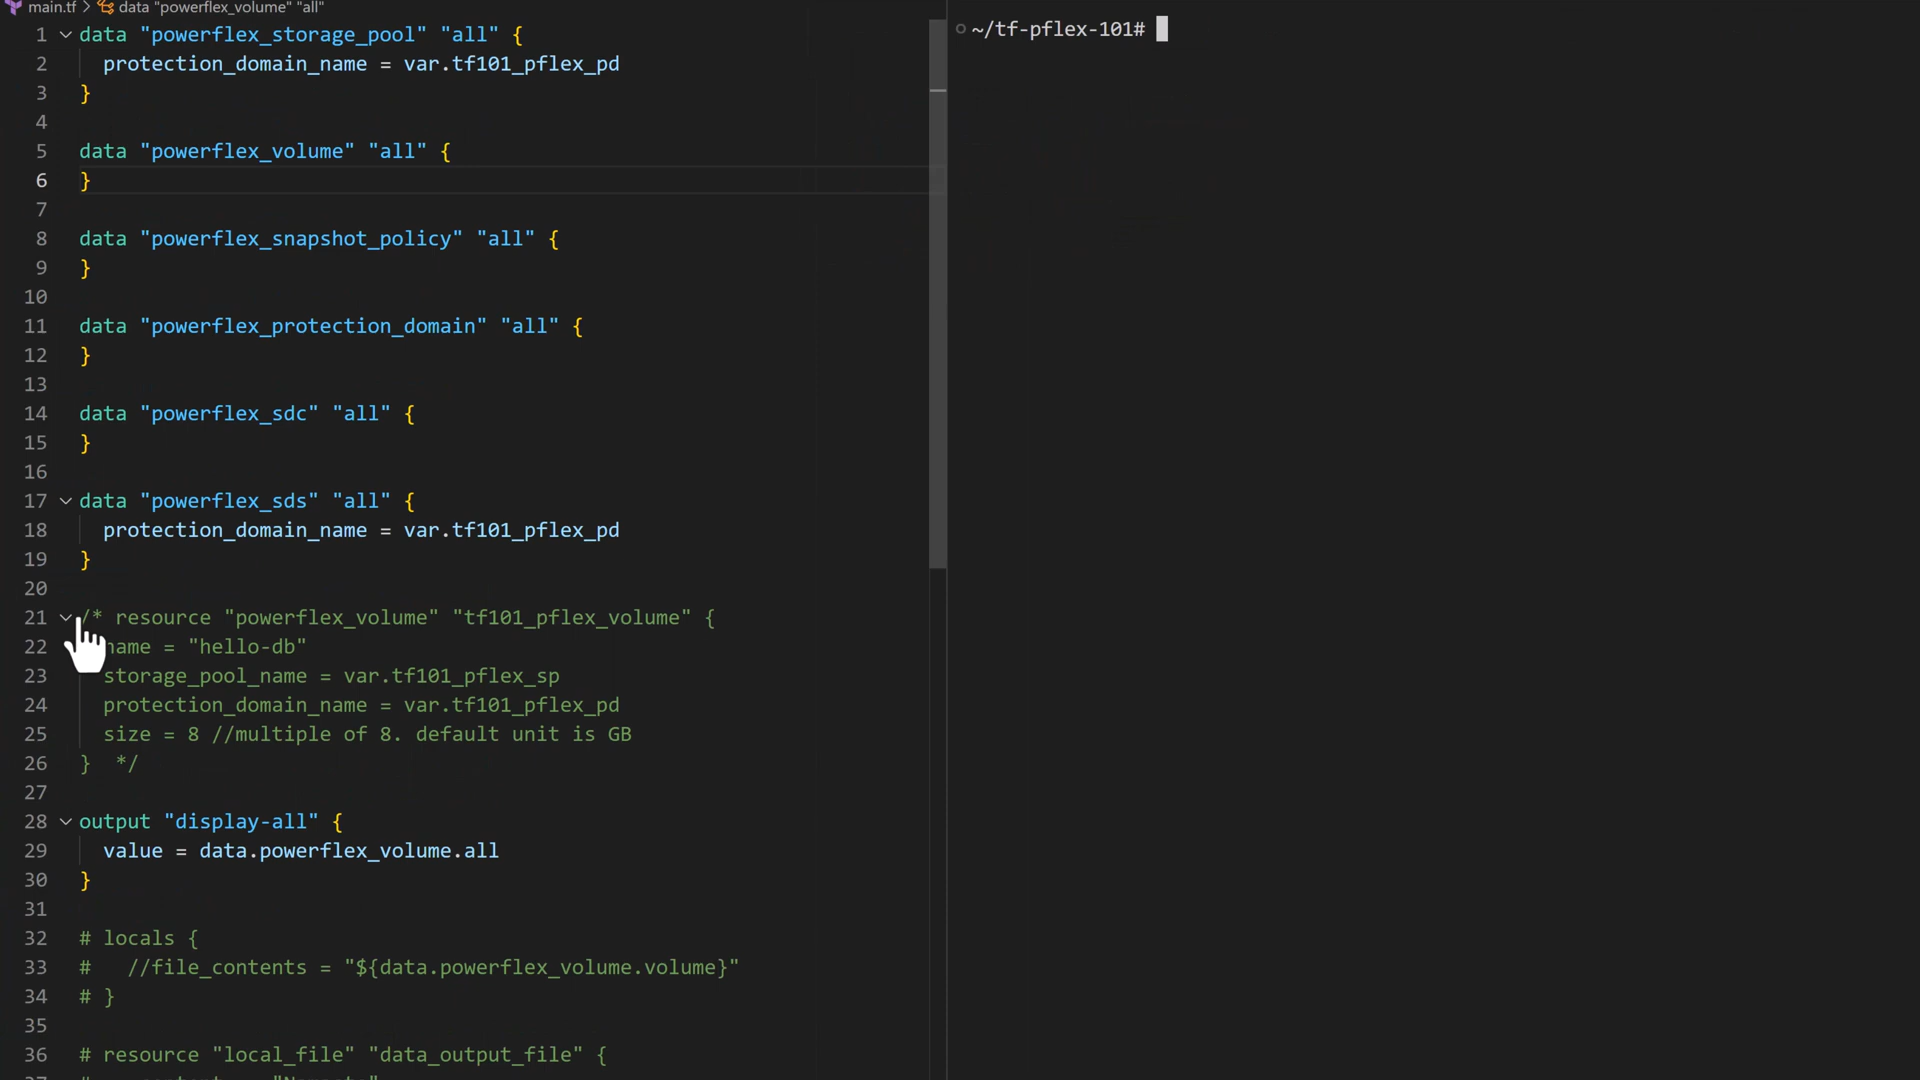 main.tf > data "powerflex_volume" "all"
1 data "powerflex_storage_pool" "all" {
2 protection_domain_name = var.tf101_pflex_pd
3 }
4
5 data "powerflex_volume" "all" {
6 }
7
8 data "powerflex_snapshot_policy" "all" {
9 }
10
11 data "powerflex_protection_domain" "all" {
12 }
13
14 data "powerflex_sdc" "all" {
15 }
16
17 data "powerflex_sds" "all" {
18 protection_domain_name = var.tf101_pflex_pd
19 }
20
21 /* resource "powerflex_volume" "tf101_pflex_volume" {
22 name = "hello-db"
23 storage_pool_name = var.tf101_pflex_sp
24 protection_domain_name = var.tf101_pflex_pd
25 size = 8 //multiple of 8. default unit is GB
26 } */
27
28 output "display-all" {
29 value = data.powerflex_volume.all
30 }
31
32 # locals {
33 # //file_contents = "${data.powerflex_volume.volume}"
34 # }
35
36 # resource "local_file" "data_output_file" {
~/tf-pflex-101#